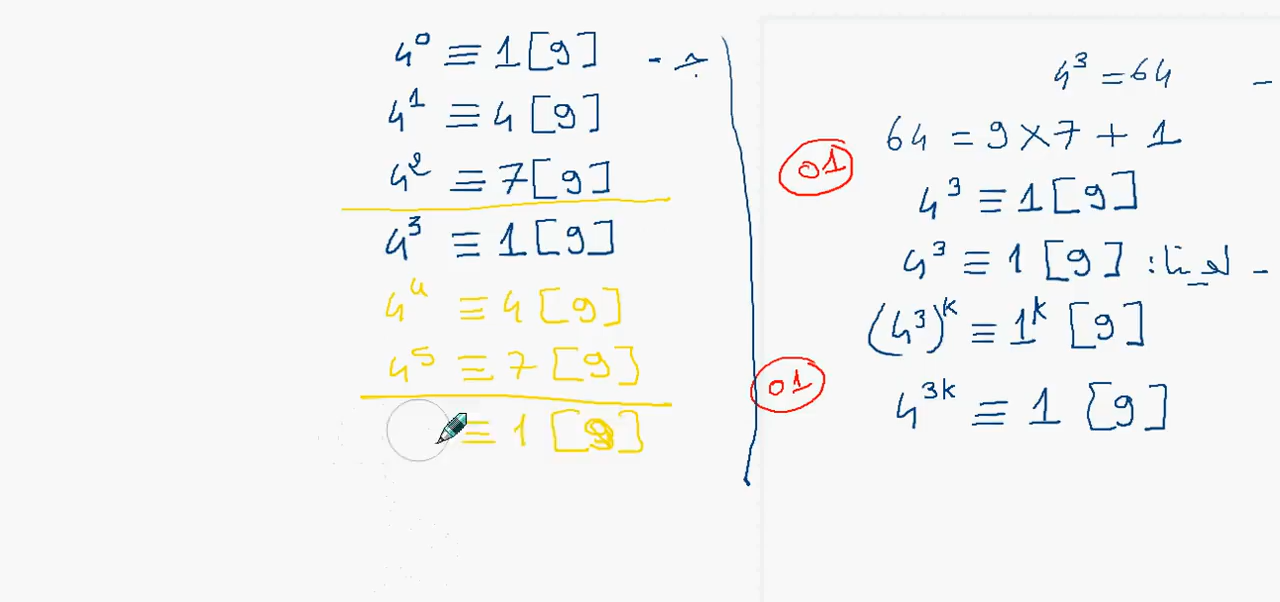 4³ = 64 -
64 = 9 × 7 + 1
01
4³ ≡ 1 [9]
- لدينا: 4³ ≡ 1 [9]
(4³)ᵏ ≡ 1ᵏ [9]
01
4³ᵏ ≡ 1 [9]
4⁰ ≡ 1 [9]
4¹ ≡ 4 [9]
4² ≡ 7 [9]
4³ ≡ 1 [9]
4⁴ ≡ 4 [9]
4⁵ ≡ 7 [9]
≡ 1 [9]